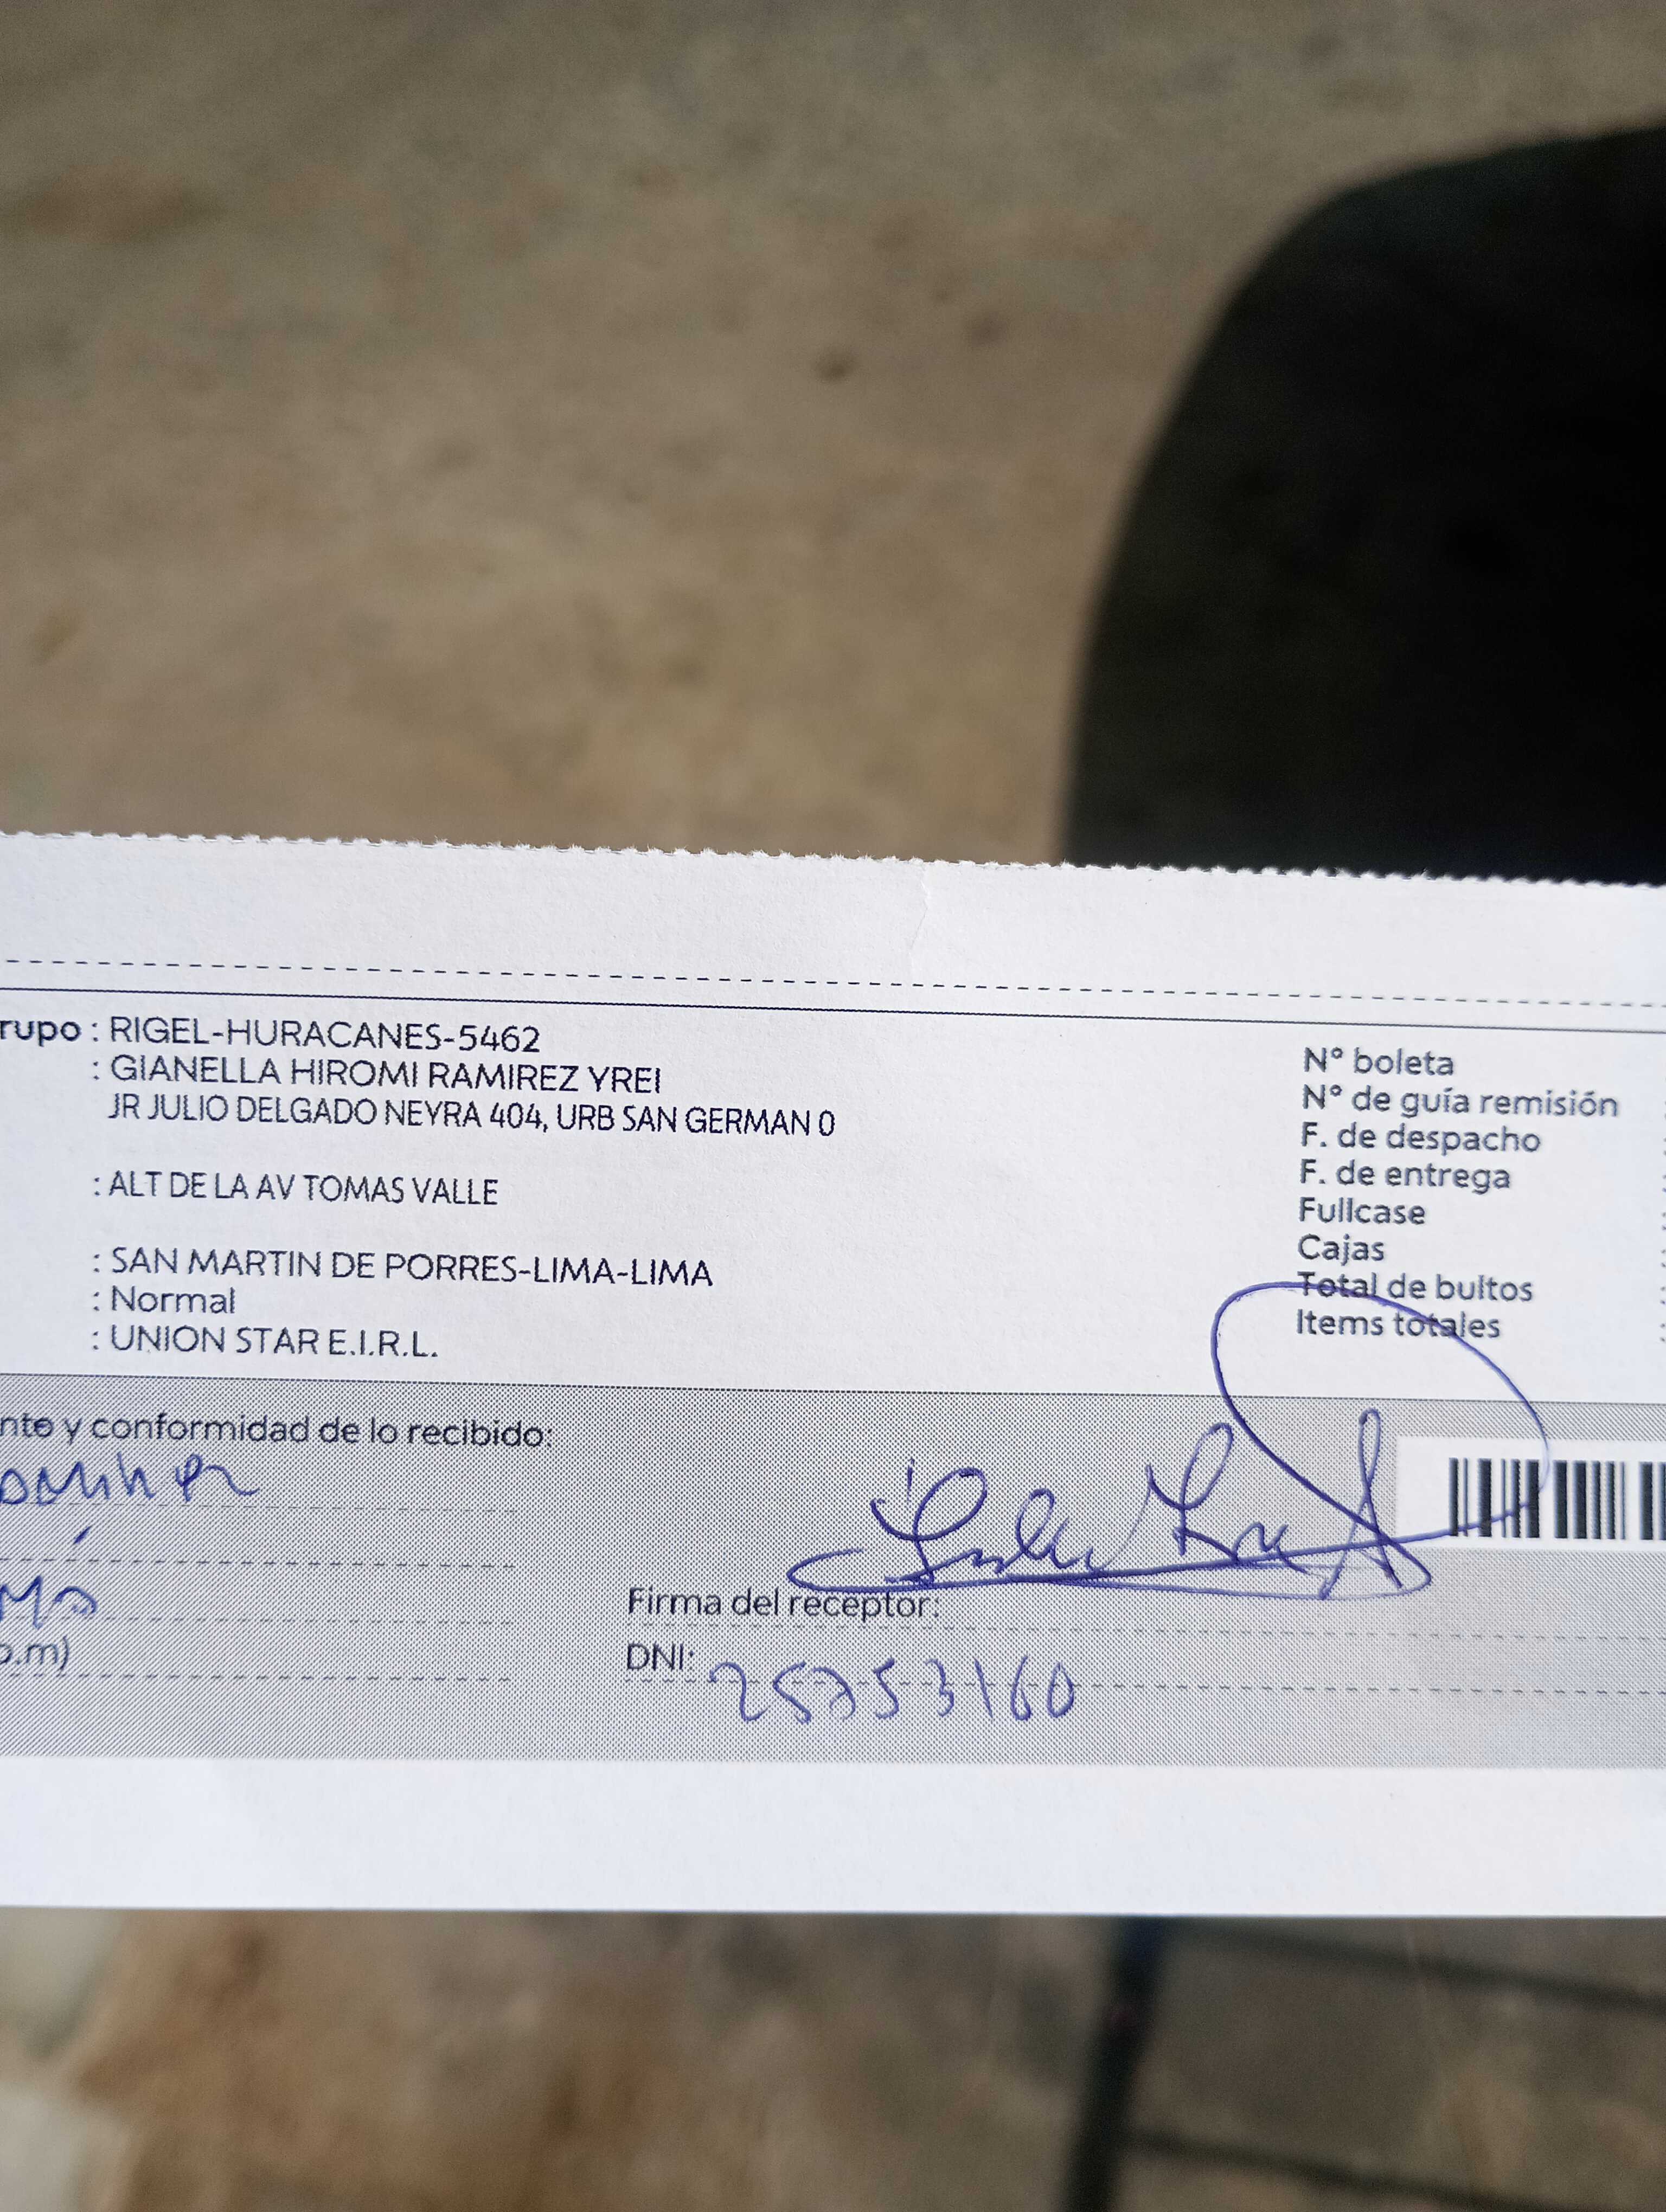 rupo : RIGEL-HURACANES-5462
: GIANELLA HIROMI RAMIREZ YREI
JR JULIO DELGADO NEYRA 404, URB SAN GERMAN 0
: ALT DE LA AV TOMAS VALLE
: SAN MARTIN DE PORRES-LIMA-LIMA
: Normal
: UNION STAR E.I.R.L.
N° boleta
N° de guía remisión
F. de despacho
F. de entrega
Fullcase
Cajas
Total de bultos
Items totales
nte y conformidad de lo recibido:
Firma del receptor:
p.m)
DNI: 25753160